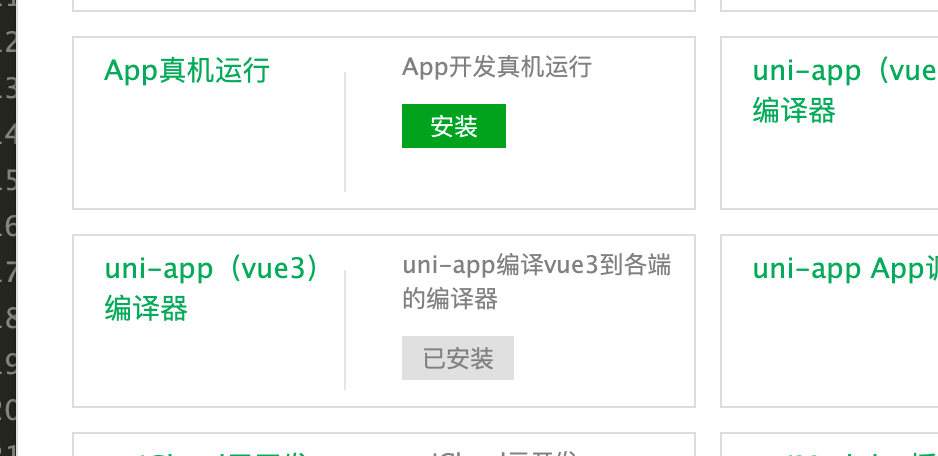 App真机运行
App开发真机运行
安装
uni-app（vue
编译器
uni-app（vue3）
编译器
uni-app编译vue3到各端
的编译器
已安装
uni-app App